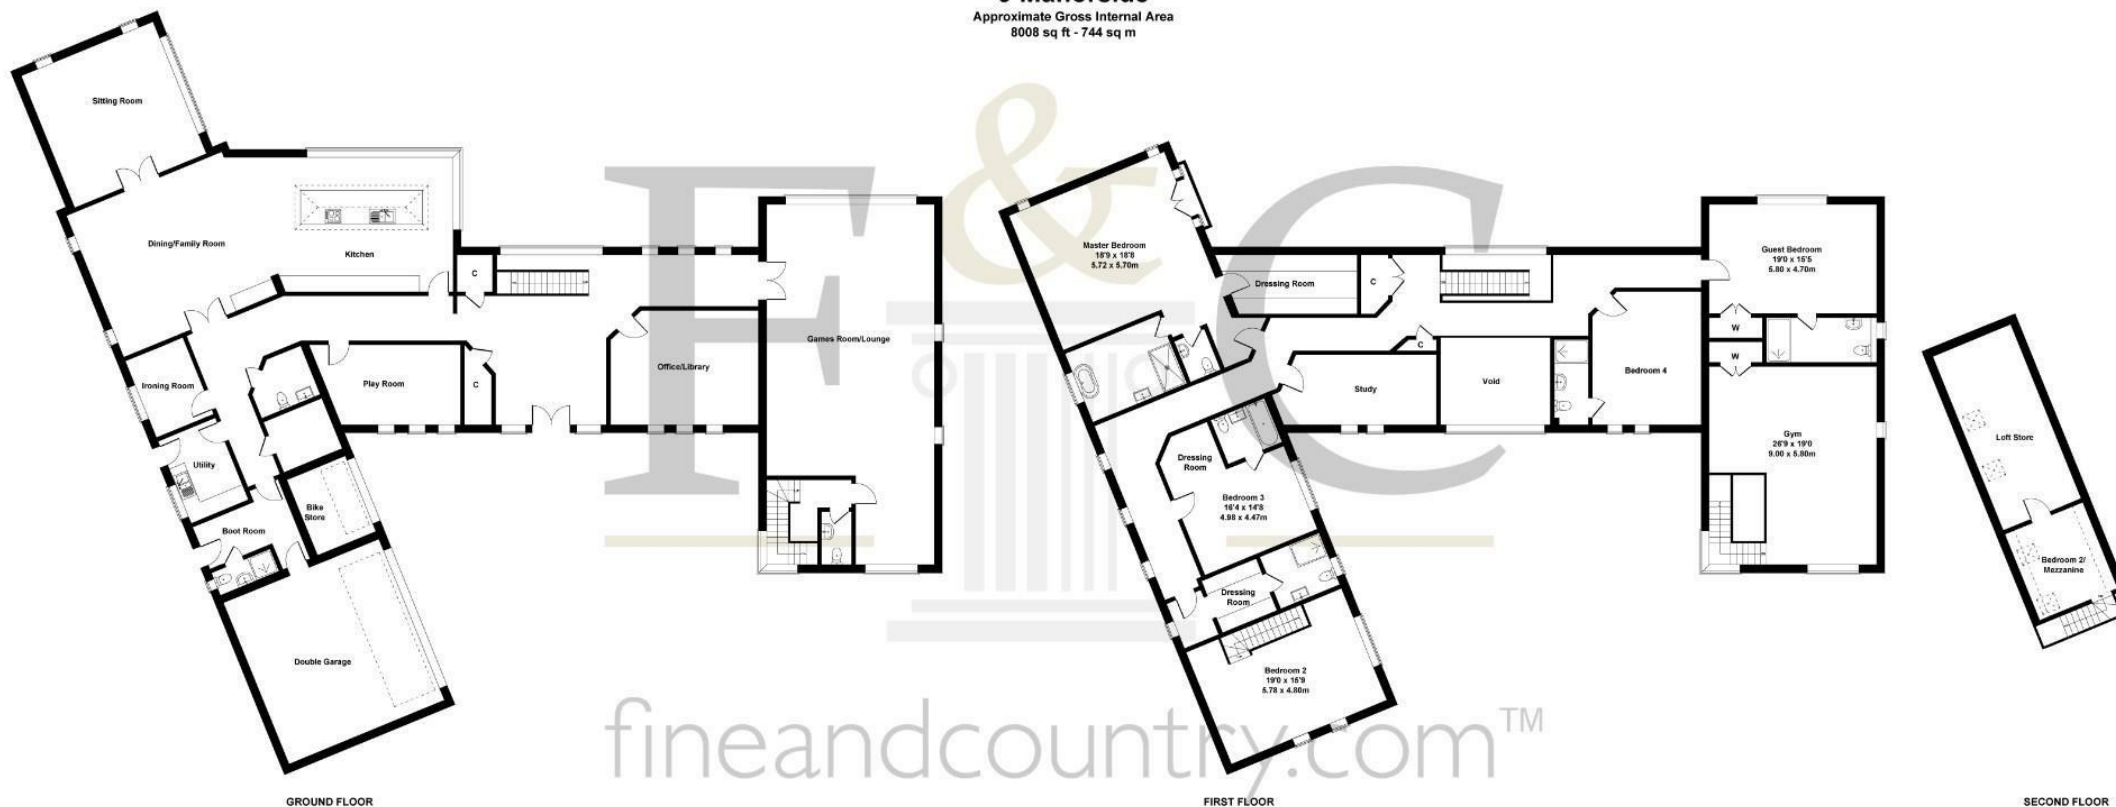 Approximate Gross Internal Area
8008 sq ft - 744 sq m
Sitting Room
Dining/Family Room
Kitchen
C
Ironing Room
Play Room
C
Office/Library
Games Room/Lounge
Utility
Bike
Store
Boot Room
Double Garage
GROUND FLOOR
Master Bedroom
18'9 x 18'8
5.72 x 5.70m
Dressing Room
C
Guest Bedroom
19'0 x 15'5
5.80 x 4.70m
W
W
C
Study
Void
Bedroom 4
Gym
26'9 x 19'0
9.00 x 5.80m
Dressing
Room
Bedroom 3
16'4 x 14'8
4.98 x 4.47m
Dressing
Room
Bedroom 2
19'0 x 15'9
5.78 x 4.80m
FIRST FLOOR
Loft Store
Bedroom 2/
Mezzanine
SECOND FLOOR
F&C
fineandcountry.com™